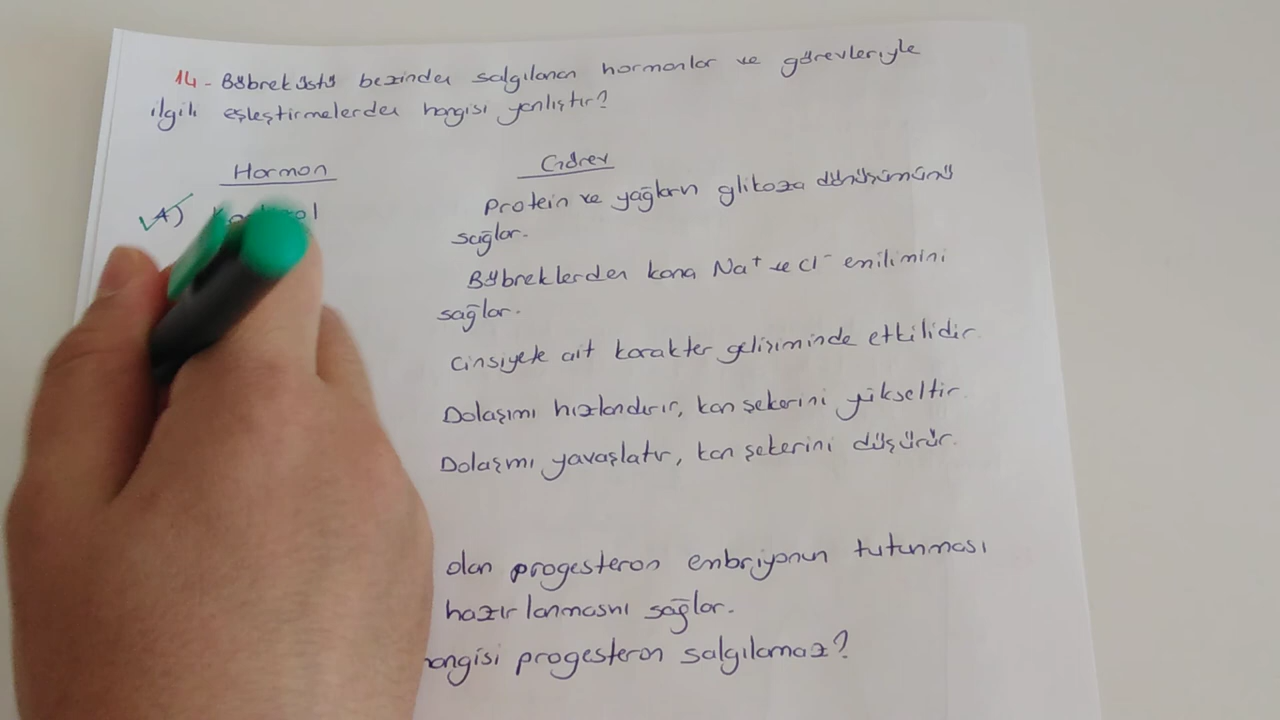 14- Böbreküstü bezinden salgılanan hormonlar ve görevleriyle
ilgili eşleştirmelerden hangisi yanlıştır?
Hormon Görev
A) Protein ve yağların glikoza dönüşümünü
sağlar.
Böbreklerden kana Na⁺ ve Cl⁻ emilimini
sağlar.
Cinsiyete ait karakter gelişiminde etkilidir.
Dolaşımı hızlandırır, kan şekerini yükseltir.
Dolaşımı yavaşlatır, kan şekerini düşürür.
olan progesteron embriyonun tutunması
hazırlanmasını sağlar.
hangisi progesteron salgılamaz?